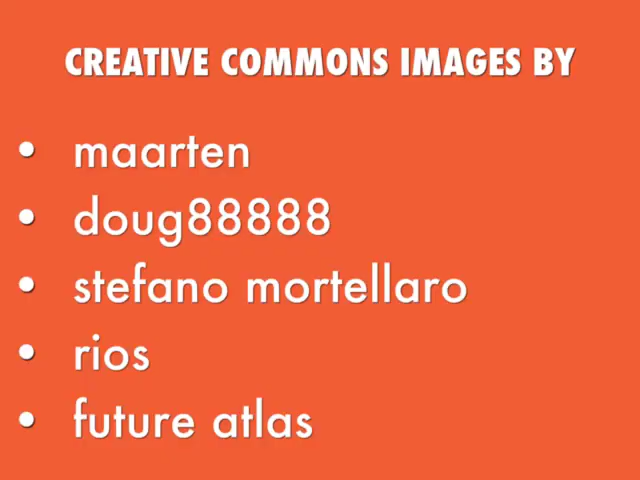 CREATIVE COMMONS IMAGES BY
• maarten
• doug88888
• stefano mortellaro
• rios
• future atlas